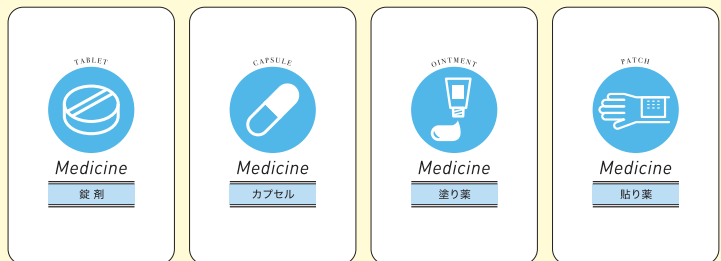 TABLET
Medicine
錠剤
CAPSULE
Medicine
カプセル
OINTMENT
Medicine
塗り薬
PATCH
Medicine
貼り薬